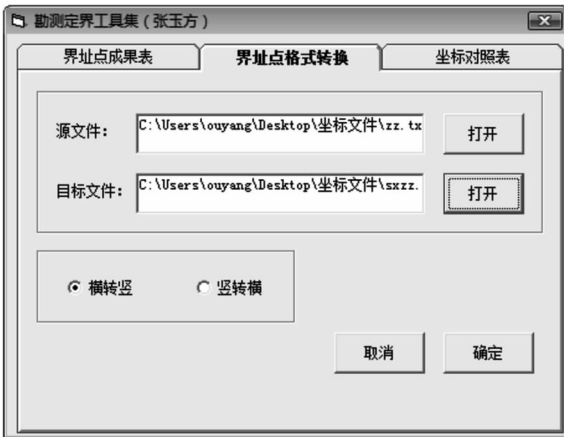 勘测定界工具集(张玉方)
界址点成果表 界址点格式转换 坐标对照表
源文件: C:\Users\ouyang\Desktop\坐标文件\zz.tx 打开
目标文件: C:\Users\ouyang\Desktop\坐标文件\sxzz. 打开
横转竖 竖转横
取消 确定